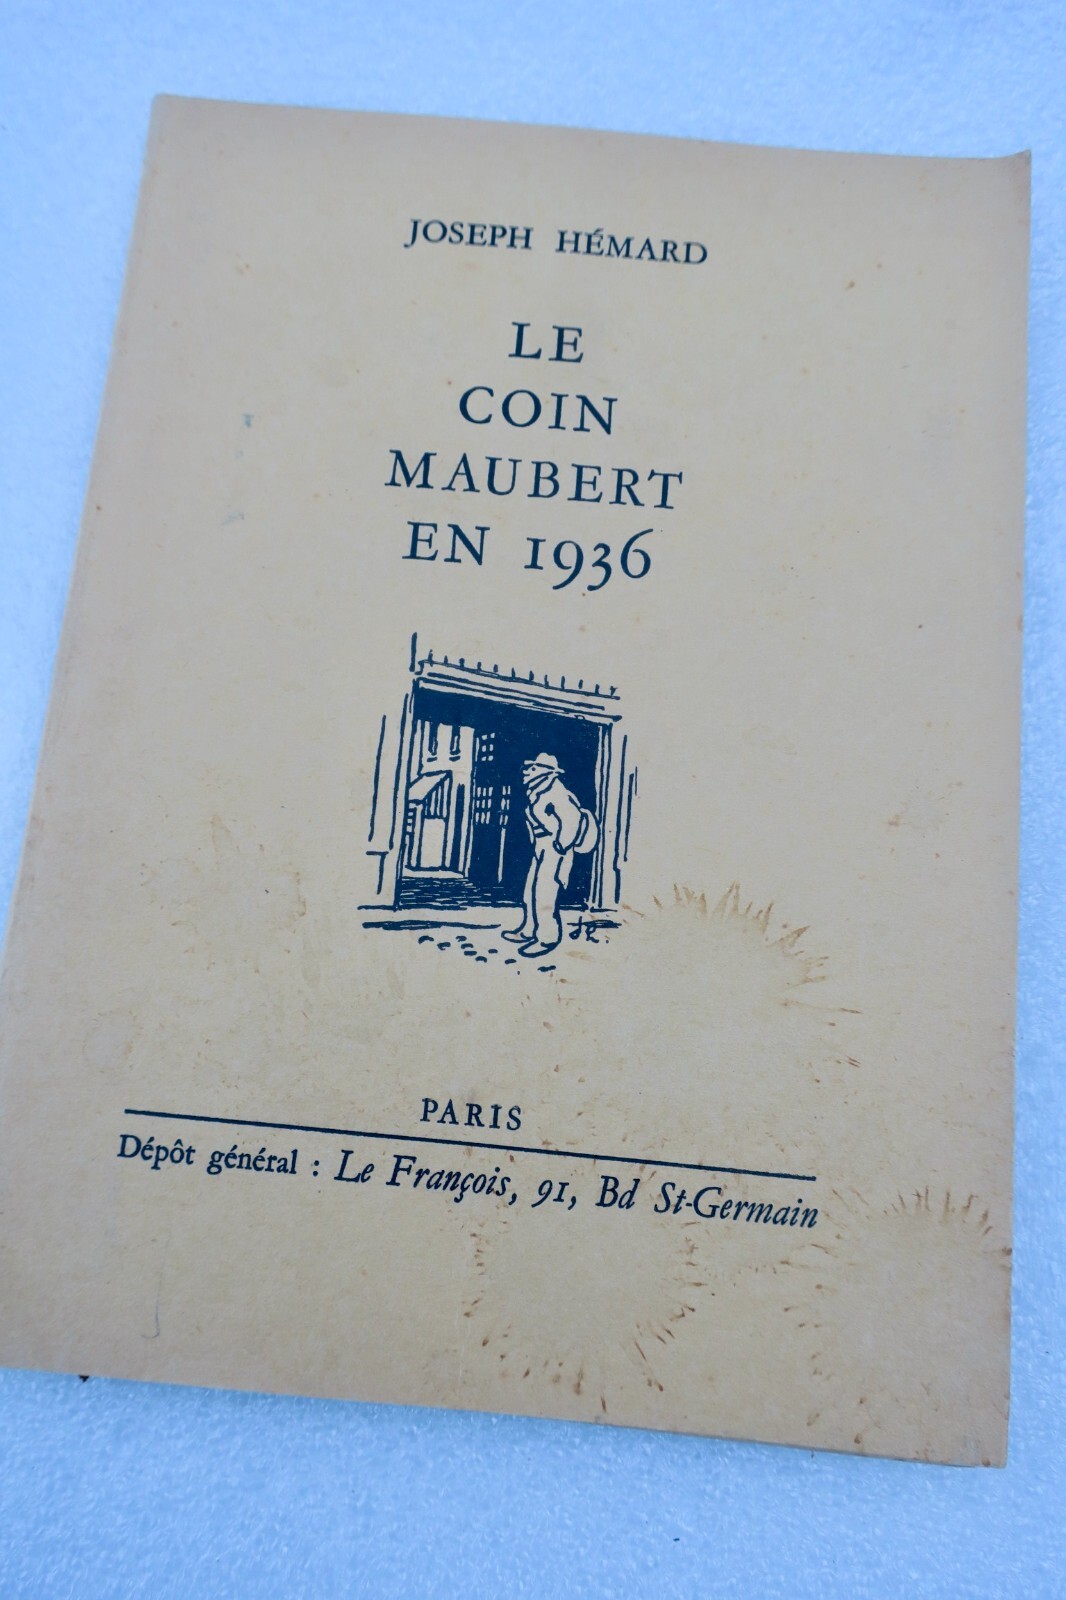 JOSEPH HÉMARD
LE
COIN
MAUBERT
EN 1936
PARIS
Dépôt général : Le François, 91, Bd St-Germain